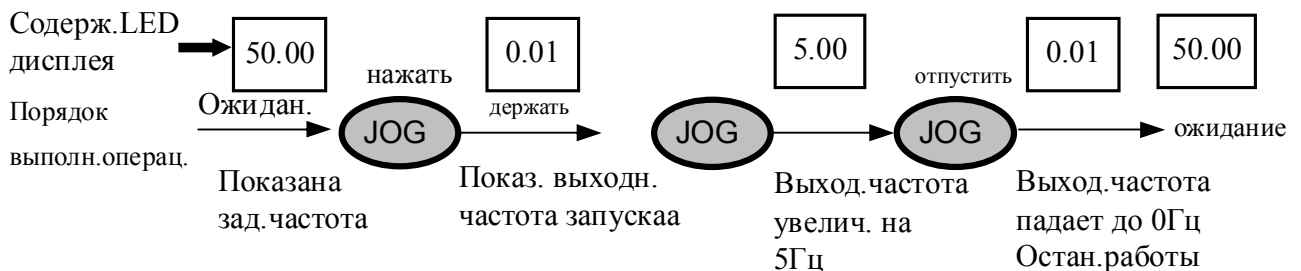 Содерж.LED
дисплея
50.00
0.01
5.00
0.01
50.00
нажать
держать
отпустить
Порядок
выполн.операц.
Ожидан.
JOG
JOG
JOG
ожидание
Показана
зад.частота
Показ. выходн.
частота запускаа
Выход.частота
увелич. на
5Гц
Выход.частота
падает до 0Гц
Остан.работы